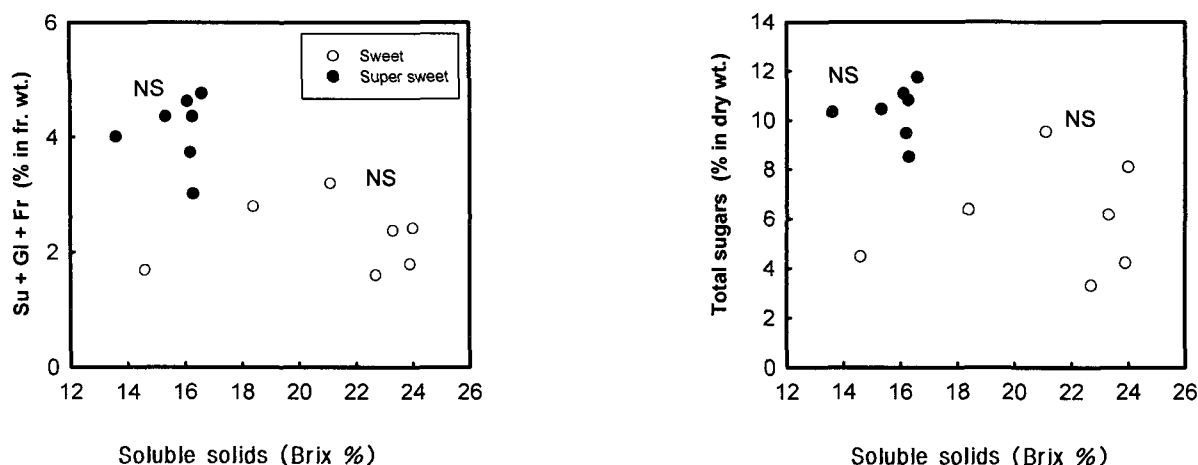 6
4
2
0
Su + Gl + Fr (% in fr. wt.)
NS
NS
Sweet
Super sweet
12 14 16 18 20 22 24 26
Soluble solids (Brix %)
14
12
10
8
6
4
2
0
Total sugars (% in dry wt.)
NS
NS
12 14 16 18 20 22 24 26
Soluble solids (Brix %)